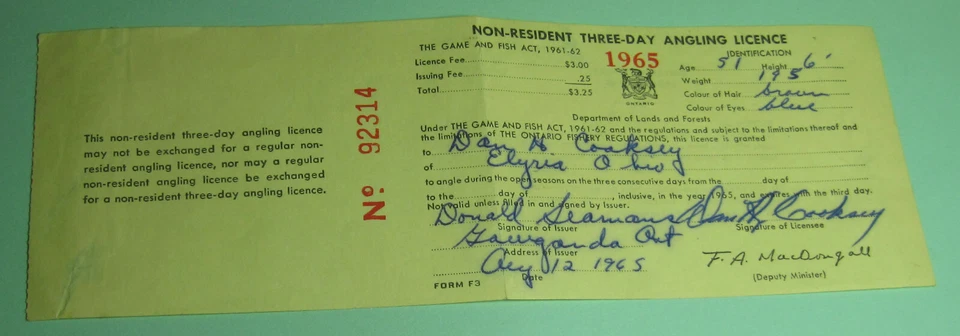 This non-resident three-day angling licence
may not be exchanged for a regular non-
resident angling licence, nor may a regular
non-resident angling licence be exchanged
for a non-resident three-day angling licence.
Nº 92314
NON-RESIDENT THREE-DAY ANGLING LICENCE
THE GAME AND FISH ACT, 1961-62
Licence Fee $3.00
Issuing Fee .25
Total $3.25
1965
ONTARIO
IDENTIFICATION
Age 51 Height 6'
Weight 195
Colour of Hair brown
Colour of Eyes blue
Department of Lands and Forests
Under THE GAME AND FISH ACT, 1961-62 and the regulations and subject to the limitations thereof and
the limitations of THE ONTARIO FISHERY REGULATIONS, this licence is granted
to Dan H Cooksey
of Elyria Ohio
to angle during the open seasons on the three consecutive days from the day of
to the day of , inclusive, in the year 1965, and expires with the third day.
Not valid unless filled in and signed by Issuer.
Donald Seamans Dan H Cooksey
Signature of Issuer Signature of Licensee
Gowganda Ont
Address of Issuer
Aug 12 1965
Date
F. A. MacDougall
(Deputy Minister)
FORM F3